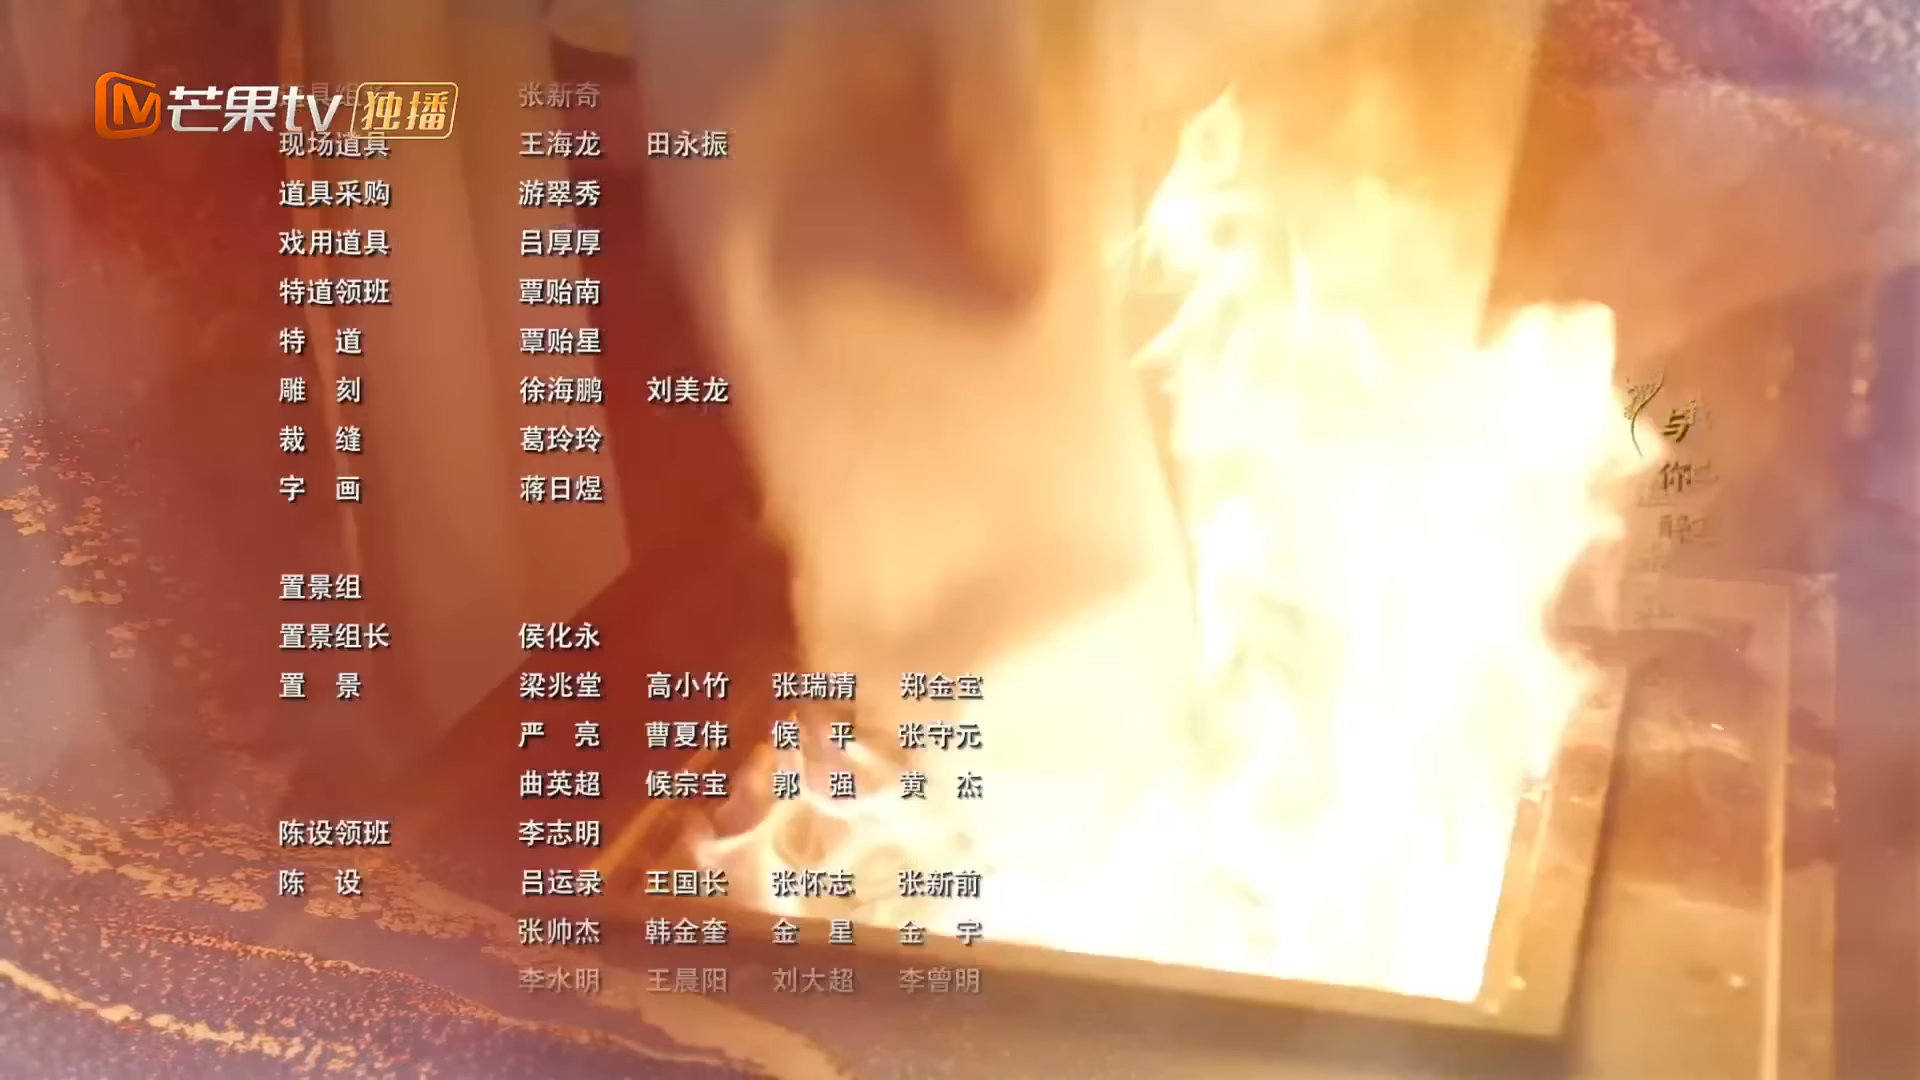 芒果tv 独播
张新奇
现场道具 王海龙 田永振
道具采购 游翠秀
戏用道具 吕厚厚
特道领班 覃贻南
特 道 覃贻星
雕 刻 徐海鹏 刘美龙
裁 缝 葛玲玲
字 画 蒋日煜
置景组
置景组长 侯化永
置 景 梁兆堂 高小竹 张瑞清 郑金宝
严 亮 曹夏伟 候 平 张守元
曲英超 候宗宝 郭 强 黄 杰
陈设领班 李志明
陈 设 吕运录 王国长 张怀志 张新前
张帅杰 韩金奎 金 星 金 宇
李水明 王晨阳 刘大超 李曾明
与
你
醉